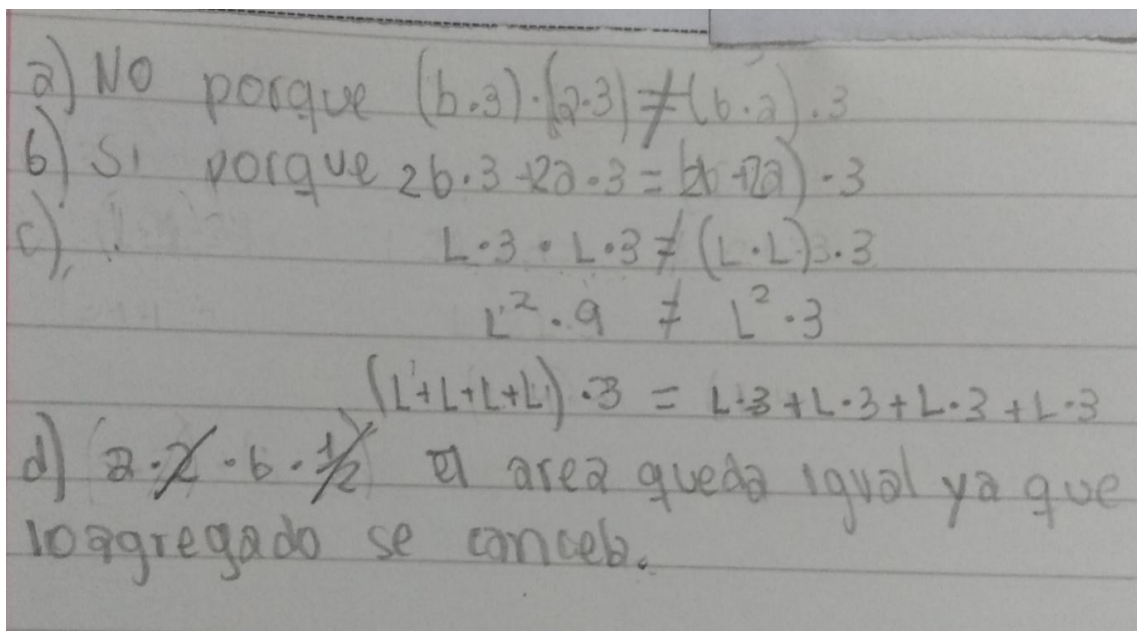 a) No porque (b.3).(a.3) ≠ (b.a).3
b) Si porque 2b.3+2a.3 = (2b+2a).3
c) L.3 . L.3 ≠ (L.L).3
L².9 ≠ L².3
(L+L+L+L).3 = L.3+L.3+L.3+L.3
d) (a.2.b.1/2) el area queda igual ya que
lo agregado se cancela.